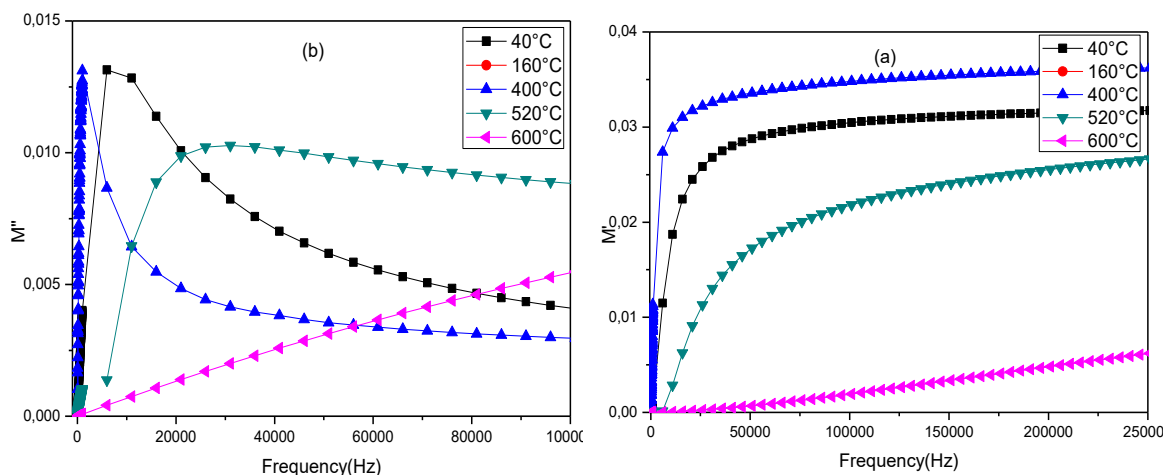 0,015
0,010
0,005
0,000
M''
0
20000
40000
60000
80000
10000
Frequency(Hz)
(b)
40°C
160°C
400°C
520°C
600°C
0,04
0,03
0,02
0,01
0,00
M'
0
50000
100000
150000
200000
25000
Frequency(Hz)
(a)
40°C
160°C
400°C
520°C
600°C